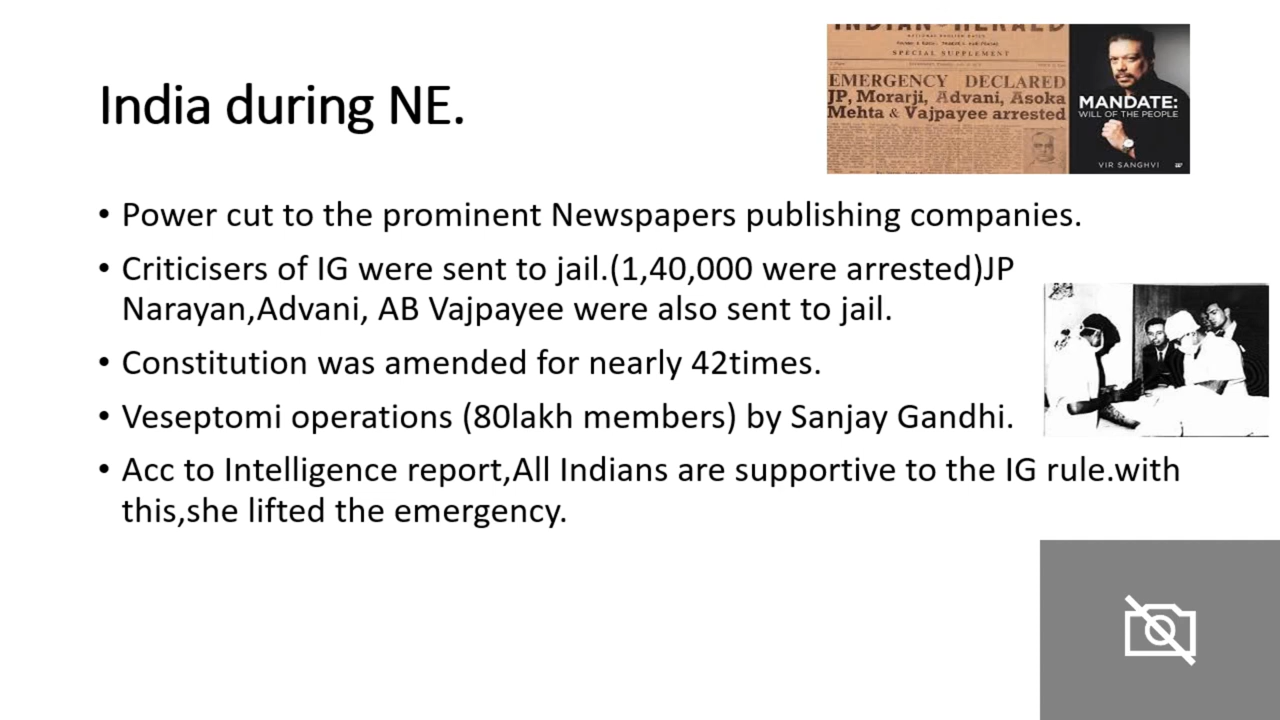 India during NE.
INDIAN HERALD
SPECIAL SUPPLEMENT
EMERGENCY DECLARED
JP, Morarji, Advani, Asoka
Mehta & Vajpayee arrested
MANDATE:
WILL OF THE PEOPLE
VIR SANGHVI
• Power cut to the prominent Newspapers publishing companies.
• Criticisers of IG were sent to jail.(1,40,000 were arrested)JP
Narayan,Advani, AB Vajpayee were also sent to jail.
• Constitution was amended for nearly 42times.
• Veseptomi operations (80lakh members) by Sanjay Gandhi.
• Acc to Intelligence report,All Indians are supportive to the IG rule.with
this,she lifted the emergency.